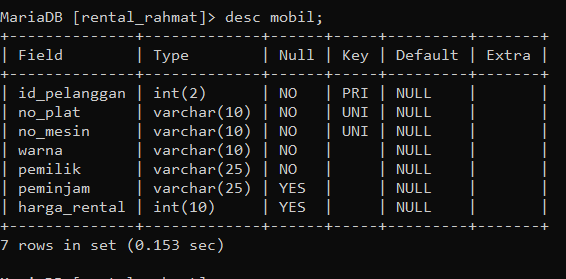 MariaDB [rental_rahmat]> desc mobil;
+--------------+-------------+------+-----+---------+-------+
| Field        | Type        | Null | Key | Default | Extra |
+--------------+-------------+------+-----+---------+-------+
| id_pelanggan | int(2)      | NO   | PRI | NULL    |       |
| no_plat      | varchar(10) | NO   | UNI | NULL    |       |
| no_mesin     | varchar(10) | NO   | UNI | NULL    |       |
| warna        | varchar(10) | NO   |     | NULL    |       |
| pemilik      | varchar(25) | NO   |     | NULL    |       |
| peminjam     | varchar(25) | YES  |     | NULL    |       |
| harga_rental | int(10)     | YES  |     | NULL    |       |
+--------------+-------------+------+-----+---------+-------+
7 rows in set (0.153 sec)